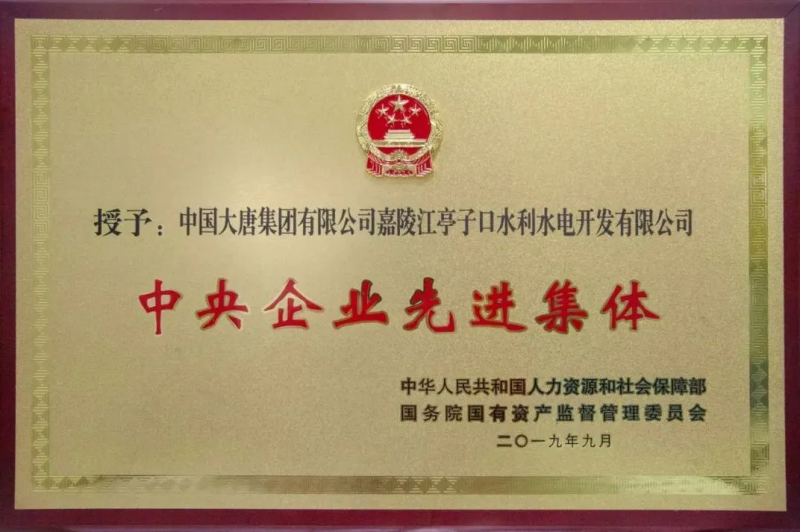 授予：中国大唐集团有限公司嘉陵江亭子口水利水电开发有限公司
中央企业先进集体
中华人民共和国人力资源和社会保障部
国务院国有资产监督管理委员会
二〇一九年九月